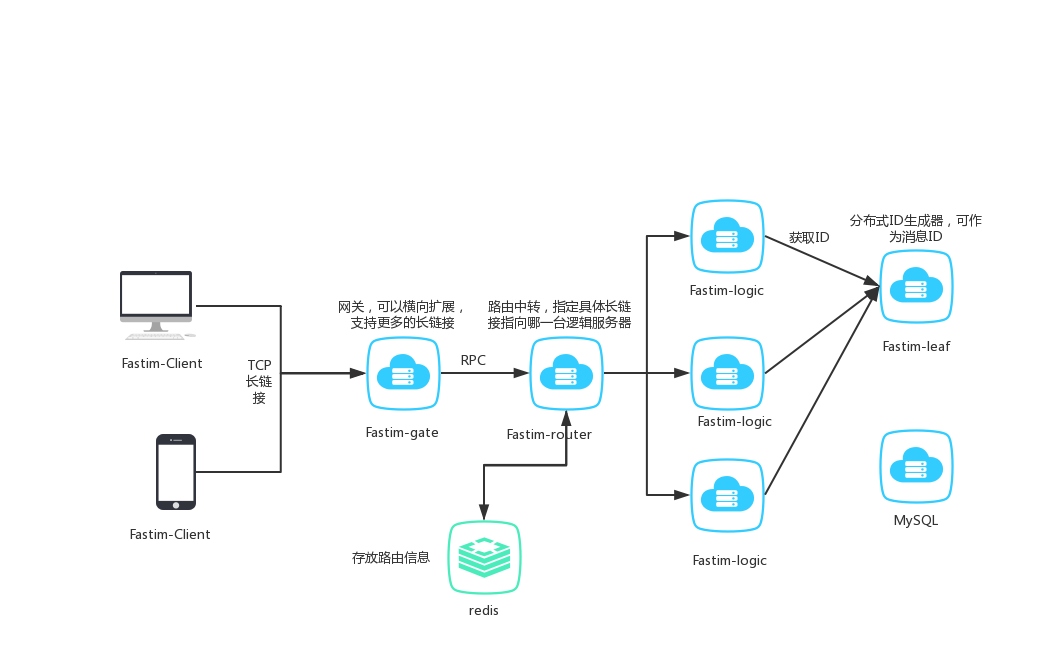 Fastim-Client
Fastim-Client
TCP
长链
接
网关，可以横向扩展，
支持更多的长链接
Fastim-gate
RPC
路由中转，指定具体长链
接指向哪一台逻辑服务器
Fastim-router
存放路由信息
redis
Fastim-logic
Fastim-logic
Fastim-logic
获取ID
分布式ID生成器，可作
为消息ID
Fastim-leaf
MySQL